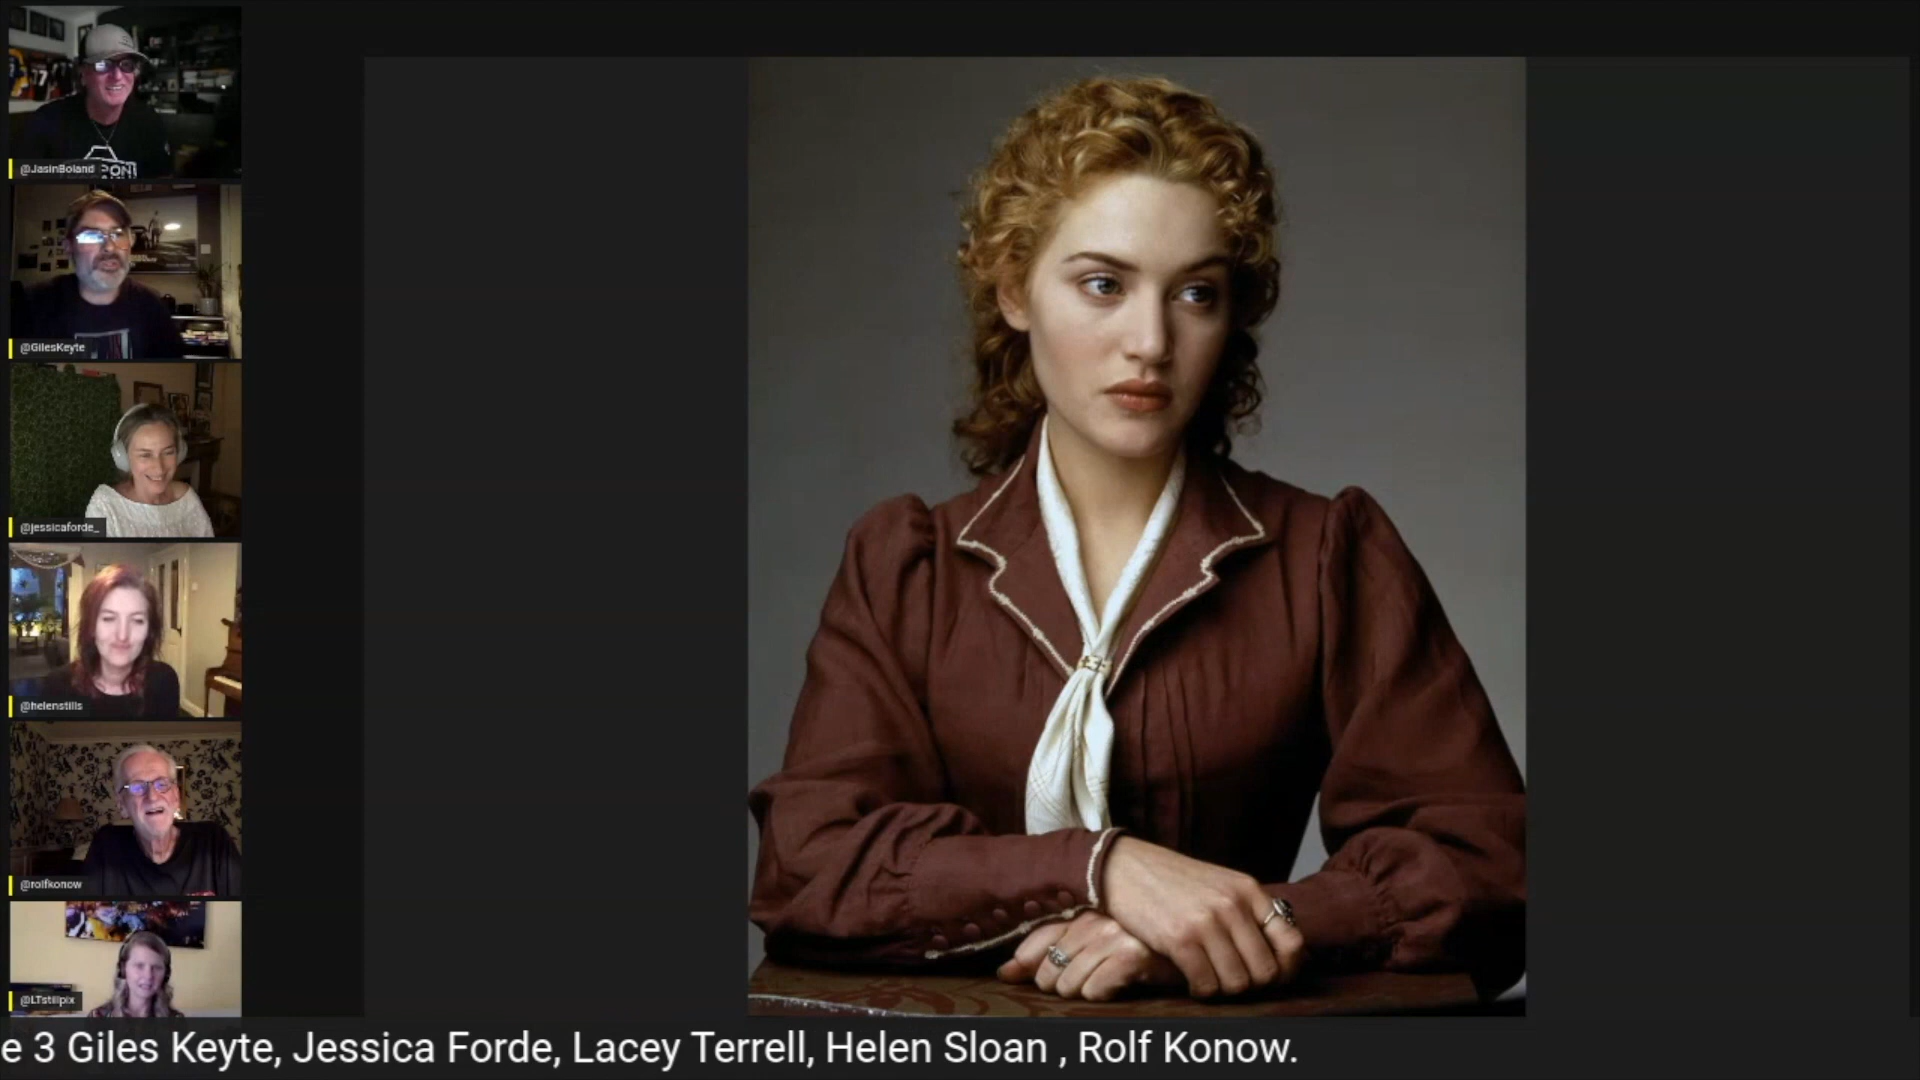 @JasinBoland
@GilesKeyte
@jessicaforde_
@helenstills
@rolfkonow
@LTstillpix
e 3 Giles Keyte, Jessica Forde, Lacey Terrell, Helen Sloan , Rolf Konow.